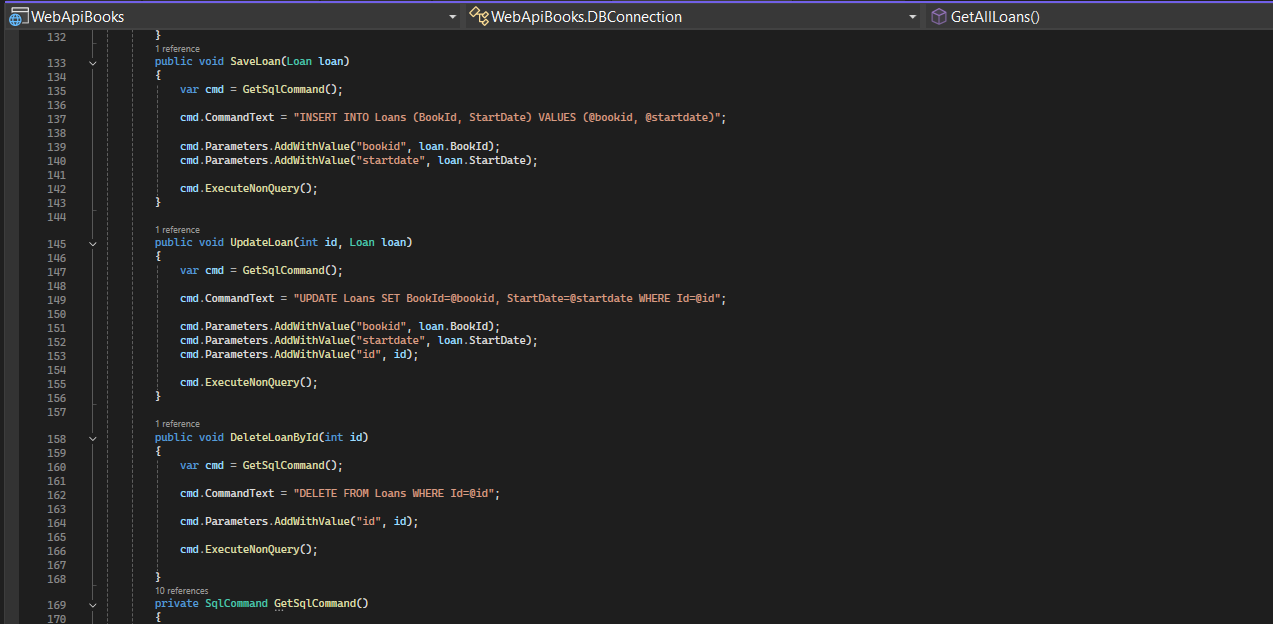 WebApiBooks WebApiBooks.DBConnection GetAllLoans()
132 }
1 reference
133 public void SaveLoan(Loan loan)
134 {
135 var cmd = GetSqlCommand();
136
137 cmd.CommandText = "INSERT INTO Loans (BookId, StartDate) VALUES (@bookid, @startdate)";
138
139 cmd.Parameters.AddWithValue("bookid", loan.BookId);
140 cmd.Parameters.AddWithValue("startdate", loan.StartDate);
141
142 cmd.ExecuteNonQuery();
143 }
144
1 reference
145 public void UpdateLoan(int id, Loan loan)
146 {
147 var cmd = GetSqlCommand();
148
149 cmd.CommandText = "UPDATE Loans SET BookId=@bookid, StartDate=@startdate WHERE Id=@id";
150
151 cmd.Parameters.AddWithValue("bookid", loan.BookId);
152 cmd.Parameters.AddWithValue("startdate", loan.StartDate);
153 cmd.Parameters.AddWithValue("id", id);
154
155 cmd.ExecuteNonQuery();
156 }
157
1 reference
158 public void DeleteLoanById(int id)
159 {
160 var cmd = GetSqlCommand();
161
162 cmd.CommandText = "DELETE FROM Loans WHERE Id=@id";
163
164 cmd.Parameters.AddWithValue("id", id);
165
166 cmd.ExecuteNonQuery();
167
168 }
10 references
169 private SqlCommand GetSqlCommand()
170 {